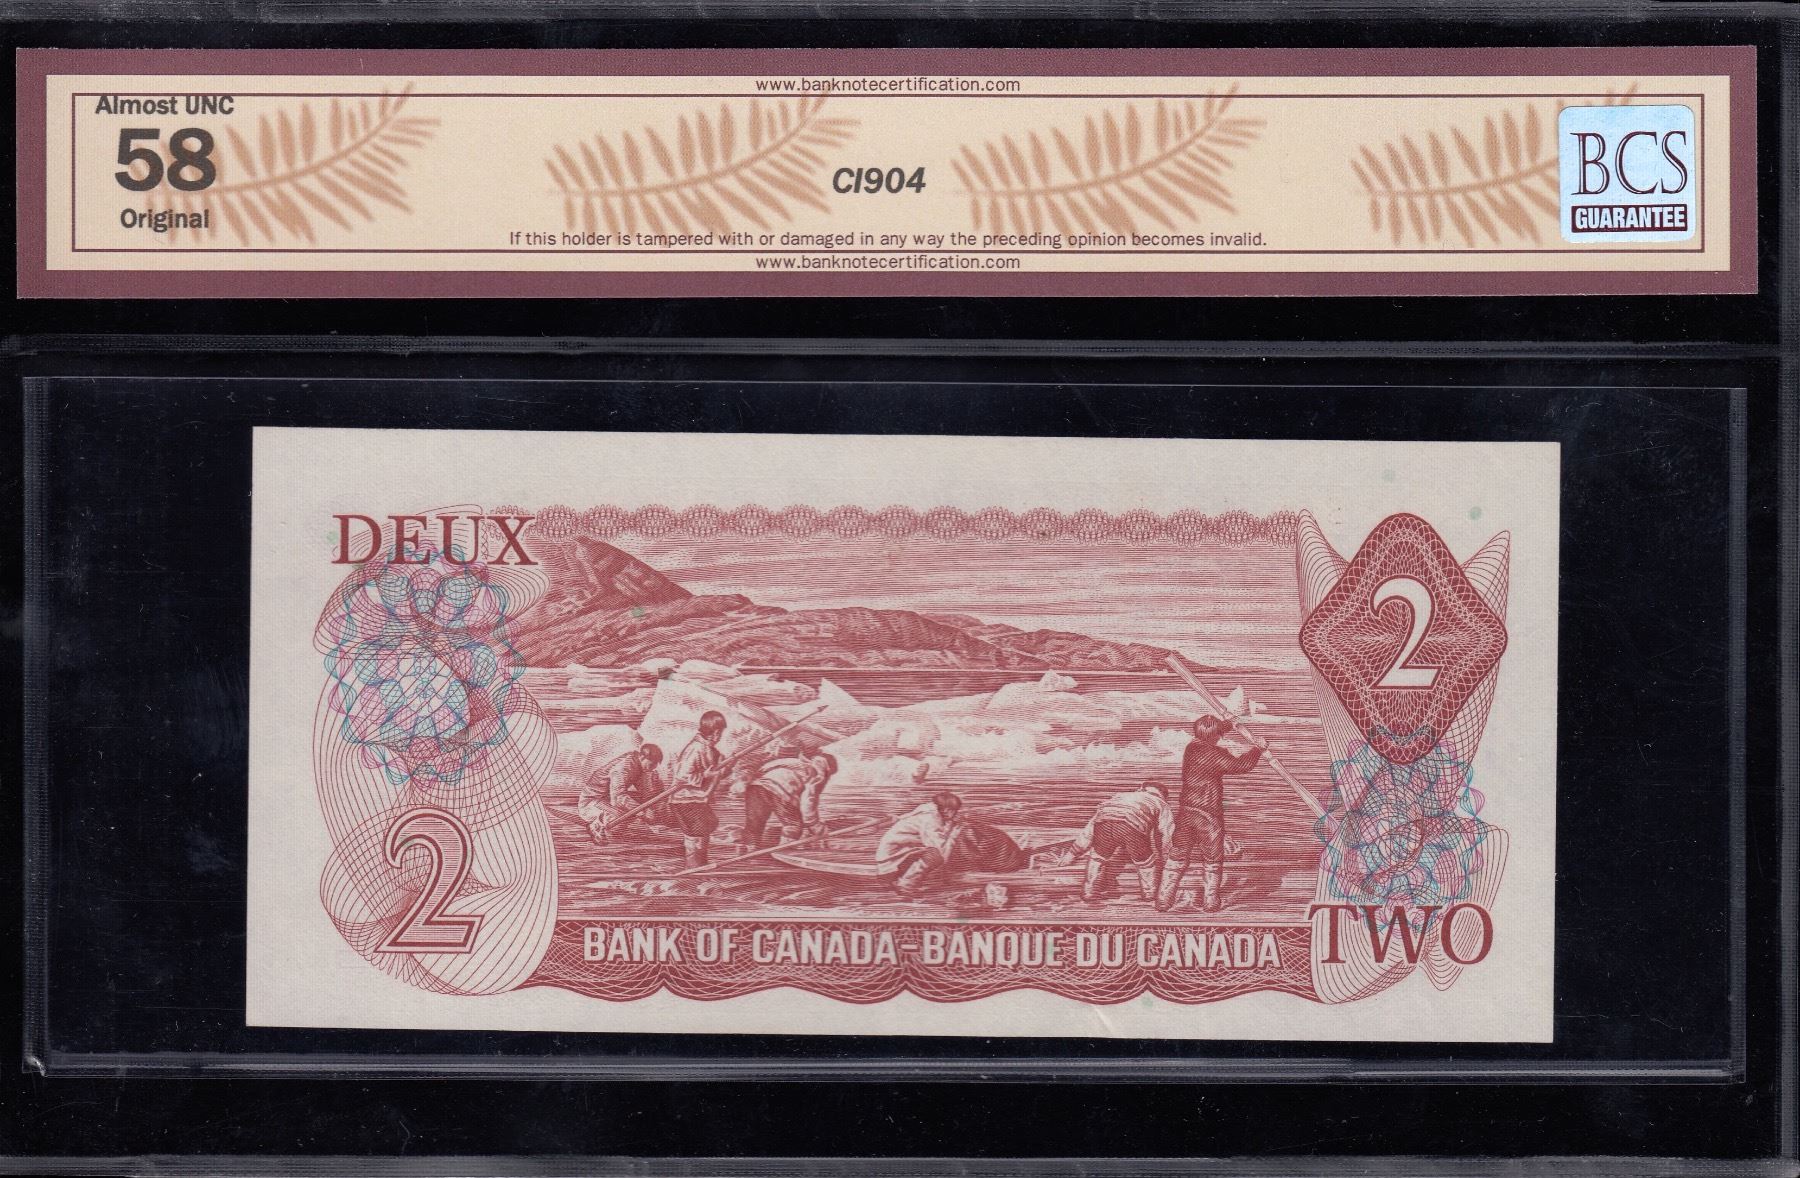 www.banknotecertification.com
Almost UNC
58
Original
CI904
BCS
GUARANTEE
If this holder is tampered with or damaged in any way the preceding opinion becomes invalid.
www.banknotecertification.com
DEUX
2
2
BANK OF CANADA-BANQUE DU CANADA
TWO